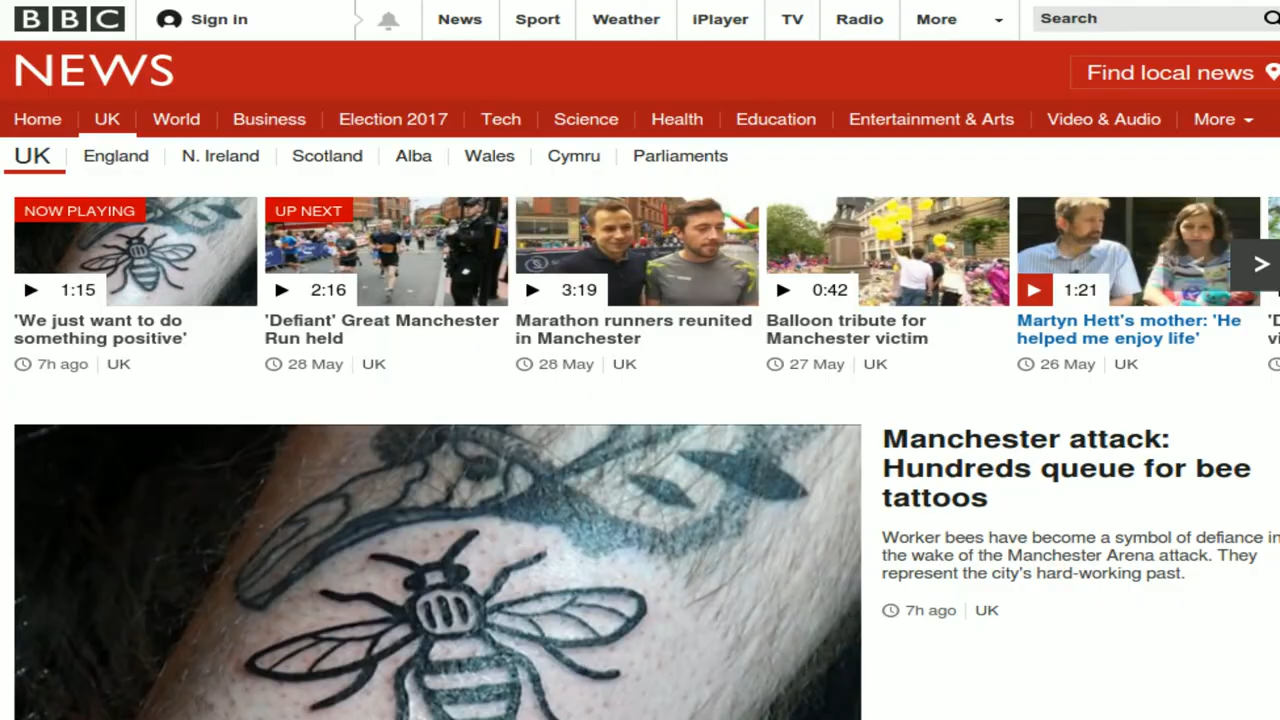 BBC Sign in News Sport Weather iPlayer TV Radio More Search
NEWS Find local news
Home UK World Business Election 2017 Tech Science Health Education Entertainment & Arts Video & Audio More
UK England N. Ireland Scotland Alba Wales Cymru Parliaments
NOW PLAYING
1:15
'We just want to do
something positive'
7h ago UK
UP NEXT
2:16
'Defiant' Great Manchester
Run held
28 May UK
3:19
Marathon runners reunited
in Manchester
28 May UK
0:42
Balloon tribute for
Manchester victim
27 May UK
1:21
Martyn Hett's mother: 'He
helped me enjoy life'
26 May UK
'D
vi
Manchester attack:
Hundreds queue for bee
tattoos
Worker bees have become a symbol of defiance in
the wake of the Manchester Arena attack. They
represent the city's hard-working past.
7h ago UK